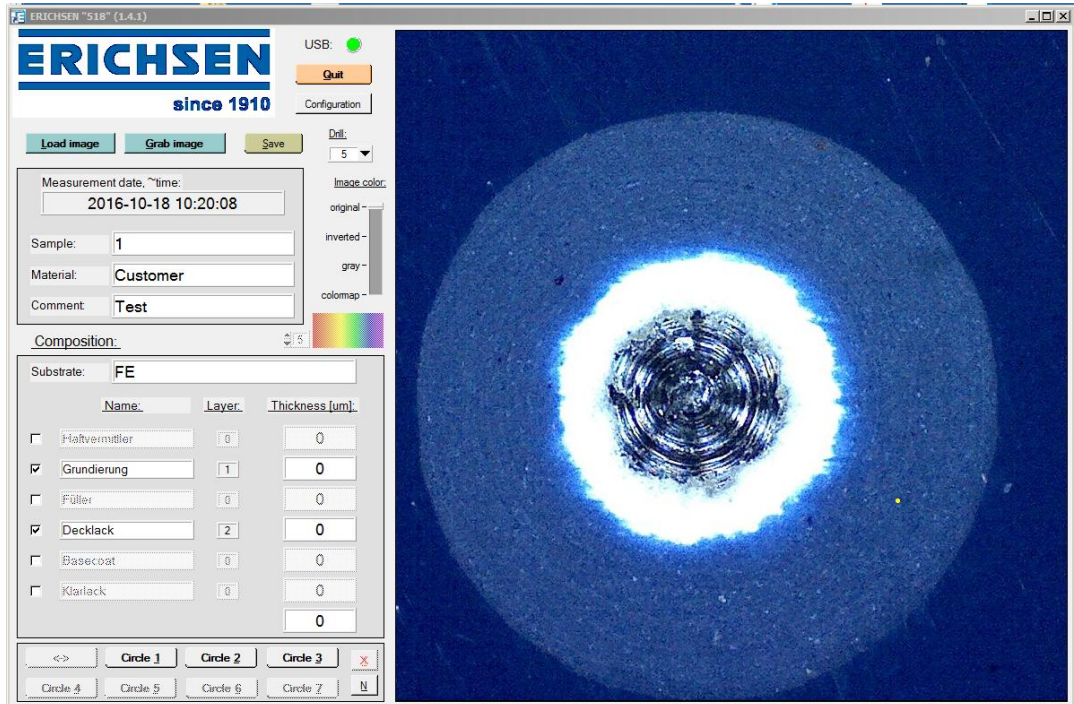 ERICHSEN "518" (1.4.1)
ERICHSEN
since 1910
USB:
Quit
Configuration
Load image
Grab image
Save
Drill:
5
Measurement date, ~time:
2016-10-18 10:20:08
Image color:
original
inverted
gray
colormap
Sample:
1
Material:
Customer
Comment:
Test
Composition:
5
Substrate:
FE
Name: Layer: Thickness [um]:
Haftvermittler 0 0
Grundierung 1 0
Füller 0 0
Decklack 2 0
Basecoat 0 0
Klarlack 0 0
0
<-> Circle 1 Circle 2 Circle 3 X
Circle 4 Circle 5 Circle 6 Circle 7 N